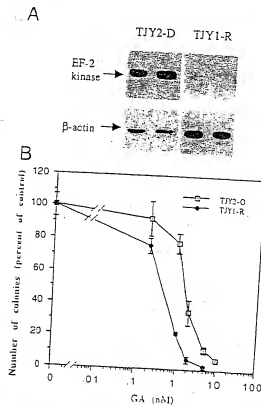 A
TJY2-D TJY1-R
EF-2
kinase
β-actin
B
120
100
80
60
40
20
0
TJY2-O
TJY1-R
Number of colonies (percent of control)
0 .01 .1 1 10 100
GA (nM)